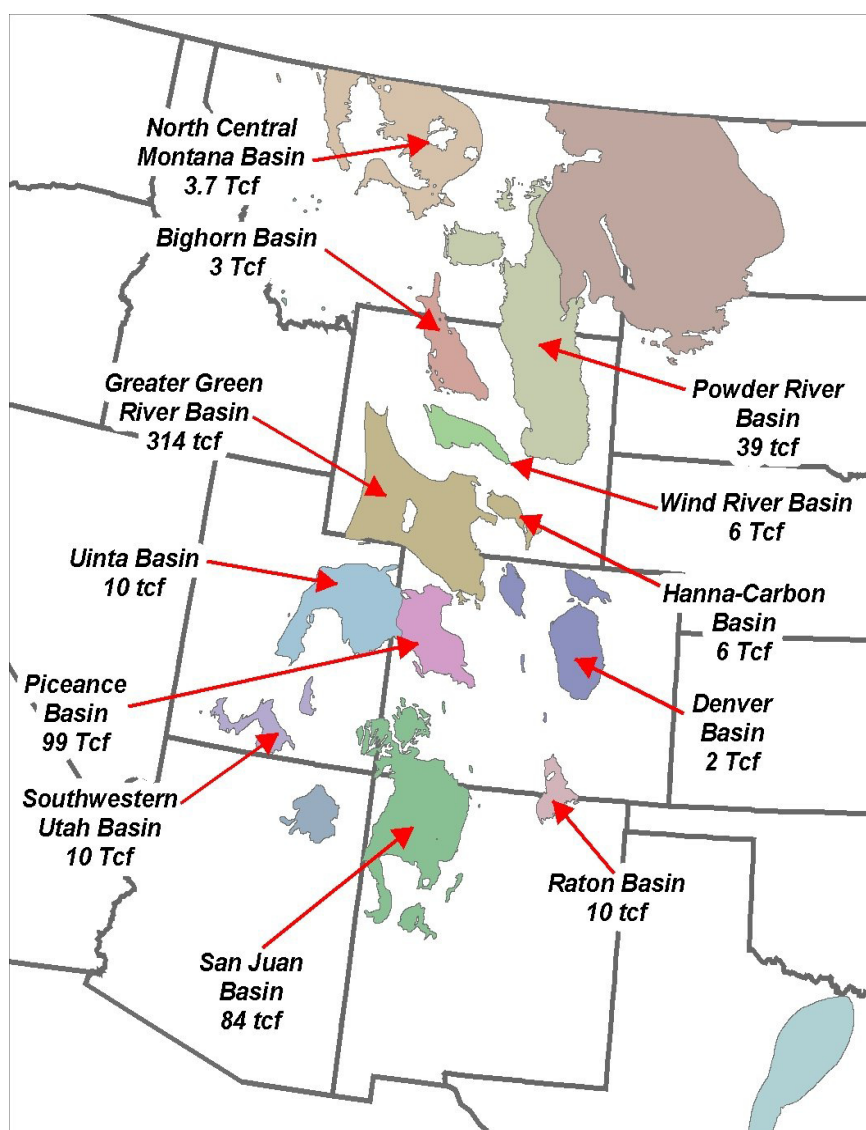 North Central
Montana Basin
3.7 Tcf
Bighorn Basin
3 Tcf
Greater Green
River Basin
314 tcf
Powder River
Basin
39 tcf
Wind River Basin
6 Tcf
Uinta Basin
10 tcf
Hanna-Carbon
Basin
6 Tcf
Piceance
Basin
99 Tcf
Denver
Basin
2 Tcf
Southwestern
Utah Basin
10 Tcf
Raton Basin
10 tcf
San Juan
Basin
84 tcf